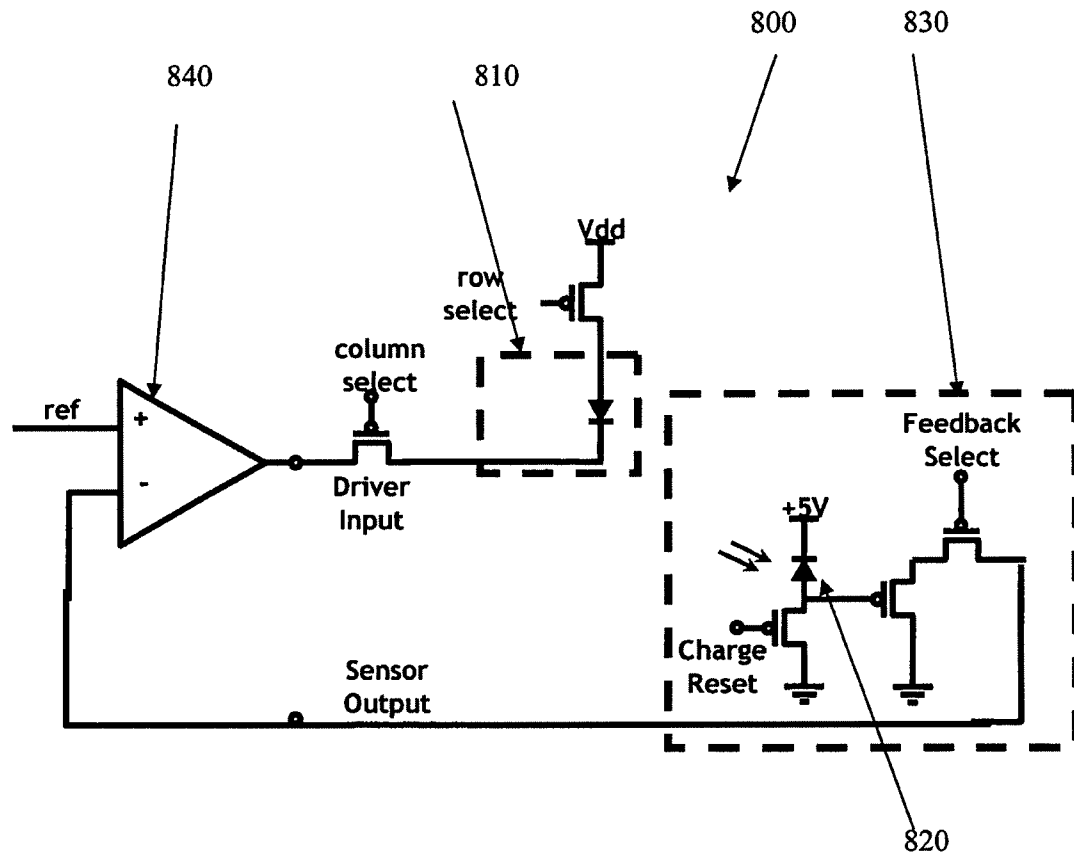 800
830
840
810
Vdd
row
select
column
select
ref
+
-
Driver
Input
Feedback
Select
+5V
Charge
Reset
Sensor
Output
820